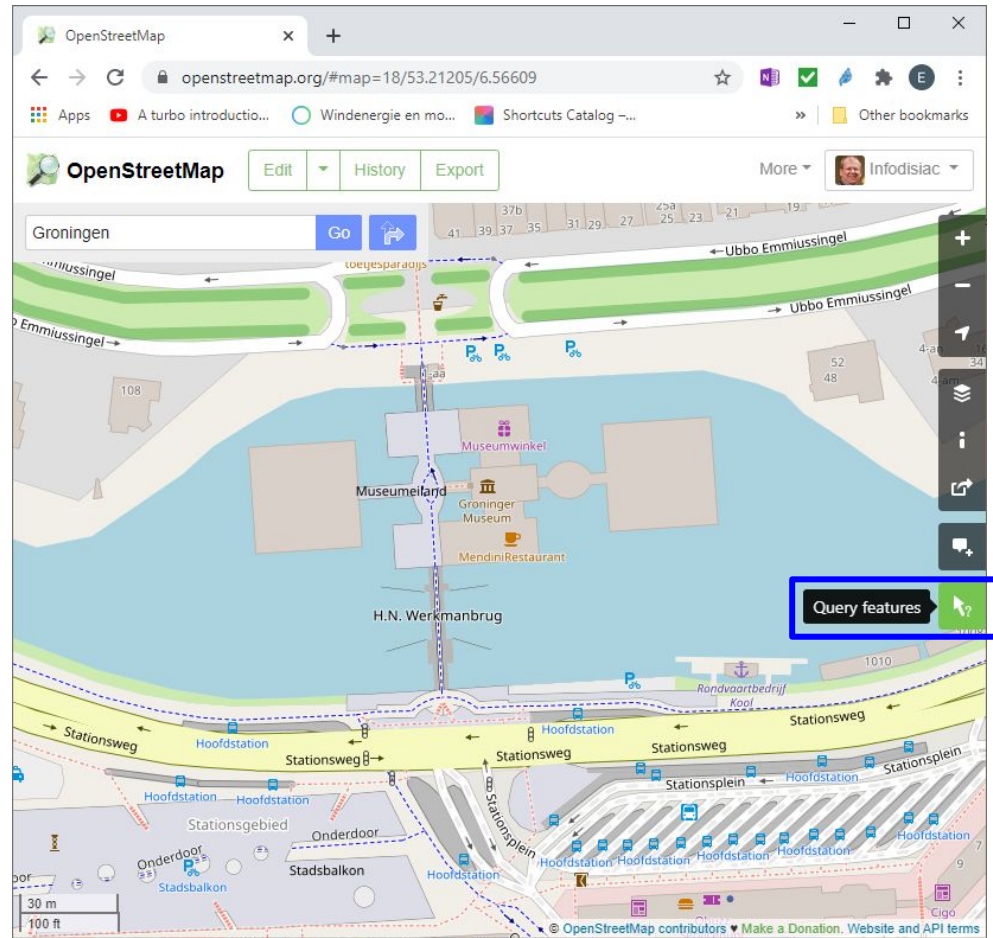 OpenStreetMap
openstreetmap.org/#map=18/53.21205/6.56609
E
Apps
A turbo introductio...
Windenergie en mo...
Shortcuts Catalog –...
»
Other bookmarks
OpenStreetMap
Edit
History
Export
More
Infodisiac
Groningen
Go
37b
25a
41 39 37 35 31 29 27 25 23 21 19
Ubbo Emmiussingel
toetjesparadijs
Ubbo Emmiussingel
108
52
48
Museumwinkel
Museumeiland
Groninger
Museum
MendiniRestaurant
H.N. Werkmanbrug
Query features
1010
Rondvaartbedrijf
Kool
Stationsweg
Hoofdstation
Stationsweg
Stationsweg
Hoofdstation
Stationsweg
Stationsweg
Stationsplein
Stationsplein
Hoofdstation
Hoofdstation
Hoofdstation
Stationsgebied
Onderdoor
Stationsplein
Onderdoor
Stadsbalkon
Stadsbalkon
Hoofdstation
Hoofdstation
Hoofdstation
Hoofdstation
Hoofdstation
Hoofdstation
7
9
Cigo
30 m
100 ft
© OpenStreetMap contributors ♥ Make a Donation. Website and API terms